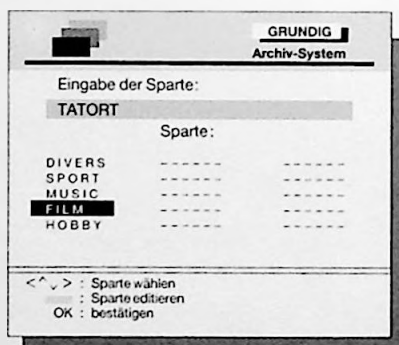 GRUNDIG
Archiv-System
Eingabe der Sparte:
TATORT
Sparte:
DIVERS ------ ------
SPORT ------ ------
MUSIC ------ ------
FILM ------ ------
HOBBY ------ ------
<^v> : Sparte wählen
: Sparte editieren
OK : bestätigen